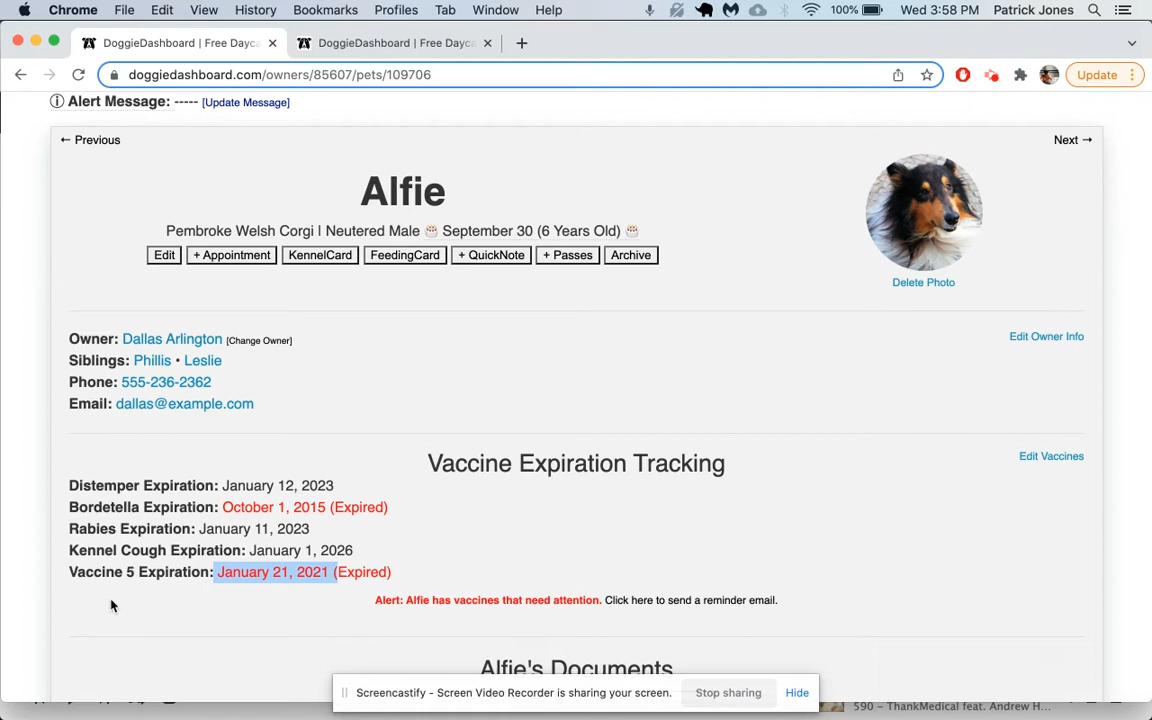 Chrome File Edit View History Bookmarks Profiles Tab Window Help 100% Wed 3:58 PM Patrick Jones
DoggieDashboard | Free Dayca DoggieDashboard | Free Dayca
doggiedashboard.com/owners/85607/pets/109706 Update
Alert Message: ----- [Update Message]
← Previous Next →
Alfie
Pembroke Welsh Corgi | Neutered Male 🎂 September 30 (6 Years Old) 🎂
Edit + Appointment KennelCard FeedingCard + QuickNote + Passes Archive
Delete Photo
Owner: Dallas Arlington [Change Owner] Edit Owner Info
Siblings: Phillis • Leslie
Phone: 555-236-2362
Email: dallas@example.com
Vaccine Expiration Tracking Edit Vaccines
Distemper Expiration: January 12, 2023
Bordetella Expiration: October 1, 2015 (Expired)
Rabies Expiration: January 11, 2023
Kennel Cough Expiration: January 1, 2026
Vaccine 5 Expiration: January 21, 2021 (Expired)
Alert: Alfie has vaccines that need attention. Click here to send a reminder email.
Alfie's Documents
Screencastify - Screen Video Recorder is sharing your screen. Stop sharing Hide
590 – ThankMedical feat. Andrew H...